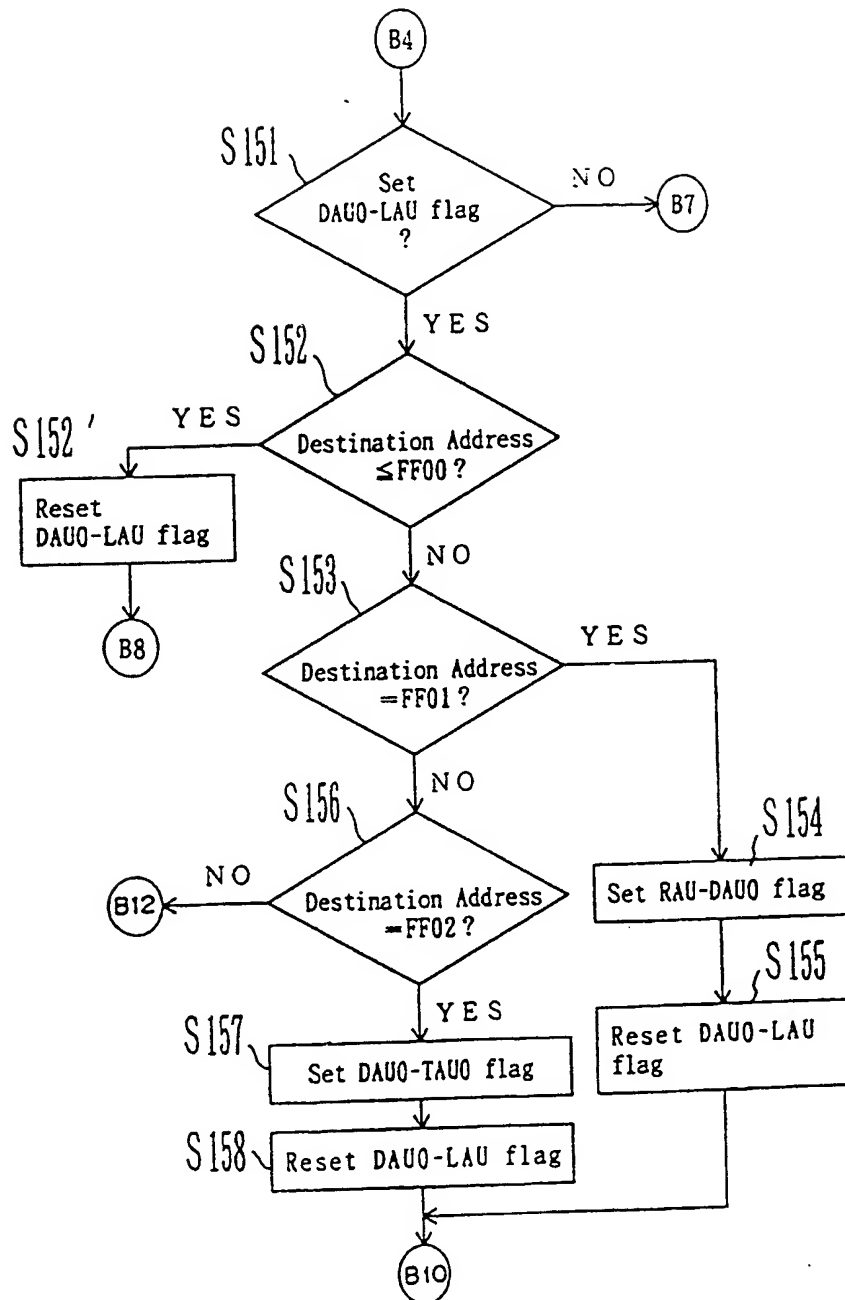 B4
S151
Set
DAU0-LAU flag
?
NO
B7
YES
S152
YES
Destination Address
≦FF00?
S152'
Reset
DAU0-LAU flag
B8
NO
S153
YES
Destination Address
=FF01?
NO
S156
S154
NO
B12
Destination Address
=FF02?
Set RAU-DAU0 flag
YES
S155
S157
Set DAU0-TAU0 flag
Reset DAU0-LAU
flag
S158
Reset DAU0-LAU flag
B10